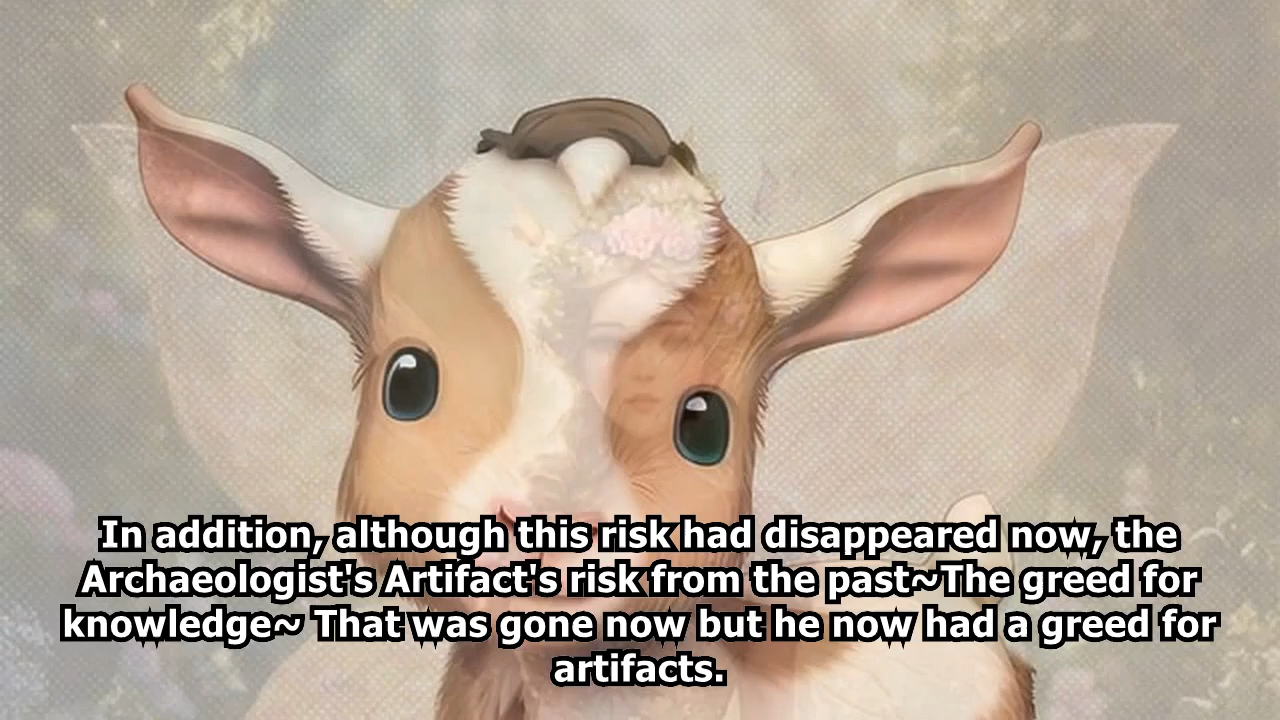 In addition, although this risk had disappeared now, the
Archaeologist's Artifact's risk from the past~The greed for
knowledge~ That was gone now but he now had a greed for
artifacts.